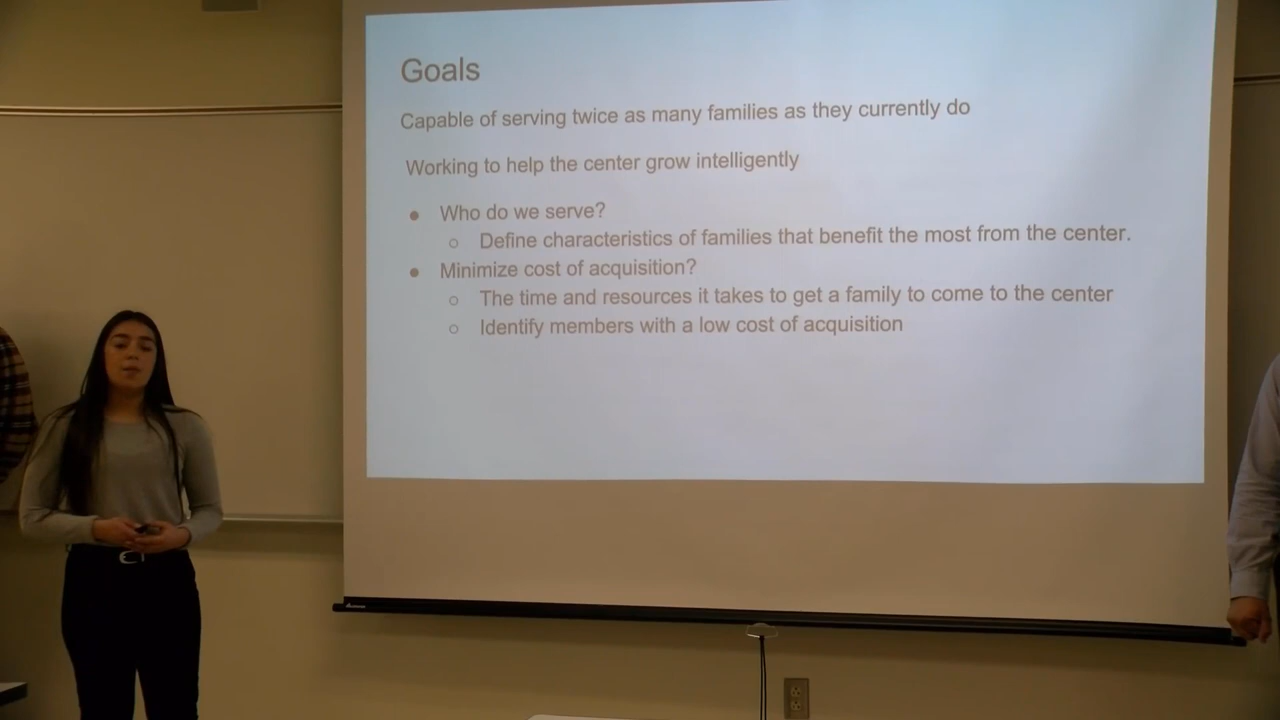 Goals
Capable of serving twice as many families as they currently do
Working to help the center grow intelligently
● Who do we serve?
○ Define characteristics of families that benefit the most from the center.
● Minimize cost of acquisition?
○ The time and resources it takes to get a family to come to the center
○ Identify members with a low cost of acquisition